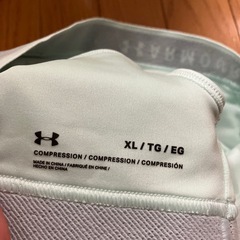 XL / TG / EG
COMPRESSION / COMPRESSION / COMPRESIÓN
MADE IN CHINA / FABRIQUÉ EN CHINE /
HECHO EN CHINA